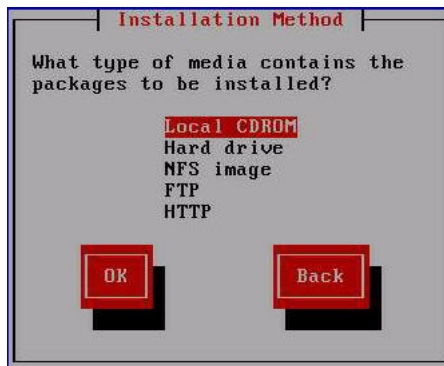 Installation Method
What type of media contains the
packages to be installed?
Local CDROM
Hard drive
NFS image
FTP
HTTP
OK
Back